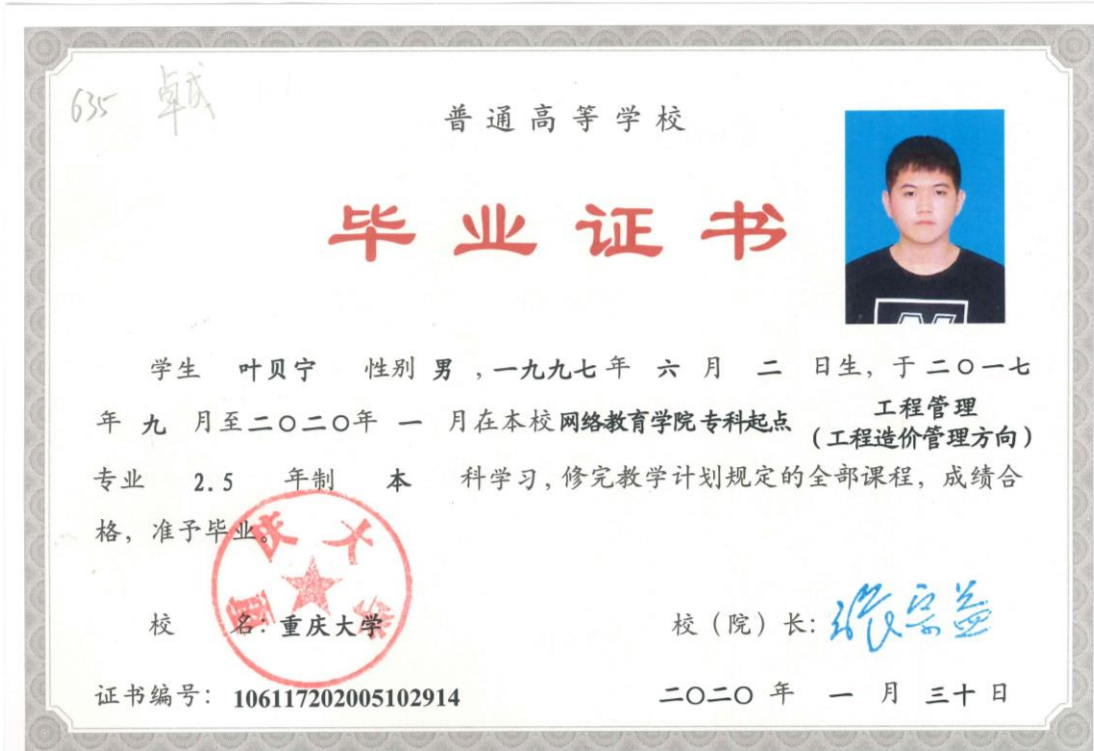 635 卓成
普通高等学校
毕业证书
学生 叶贝宁 性别 男 ,一九九七年 六 月 二 日生, 于二〇一七
年 九 月至二〇二〇年 一 月在本校网络教育学院专科起点 工程管理
(工程造价管理方向)
专业 2.5 年制 本 科学习, 修完教学计划规定的全部课程, 成绩合
格, 准予毕业。
重庆大学
校 名: 重庆大学 校(院)长: 张宗益
证书编号: 106117202005102914 二〇二〇 年 一 月 三十 日